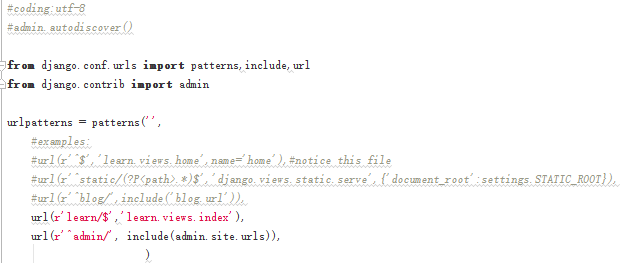 #coding:utf-8
#admin.autodiscover()
from django.conf.urls import patterns,include,url
from django.contrib import admin
urlpatterns = patterns('',
#examples:
#url(r'^$','learn.views.home',name='home'),#notice this file
#url(r'^static/(?P<path>.*)$','django.views.static.serve',{'document_root':settings.STATIC_ROOT}),
#url(r'^blog/',include('blog.url')),
url(r'learn/$','learn.views.index'),
url(r'^admin/', include(admin.site.urls)),
)